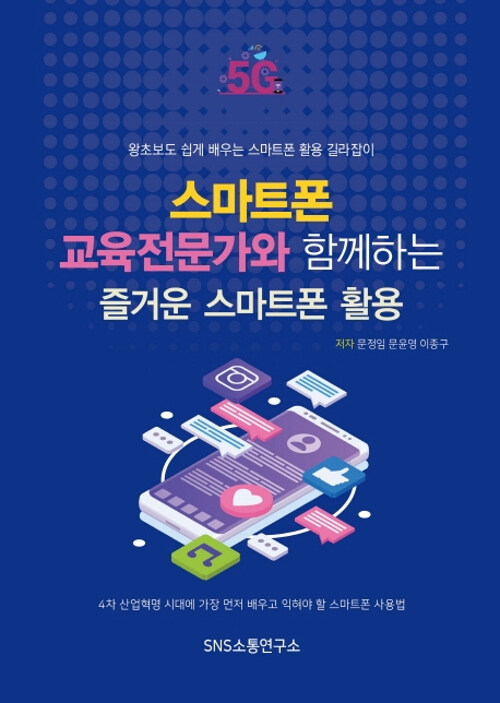 5G
왕초보도 쉽게 배우는 스마트폰 활용 길라잡이
스마트폰
교육전문가와 함께하는
즐거운 스마트폰 활용
저자 문정임 문윤영 이종구
4차 산업혁명 시대에 가장 먼저 배우고 익혀야 할 스마트폰 사용법
SNS소통연구소